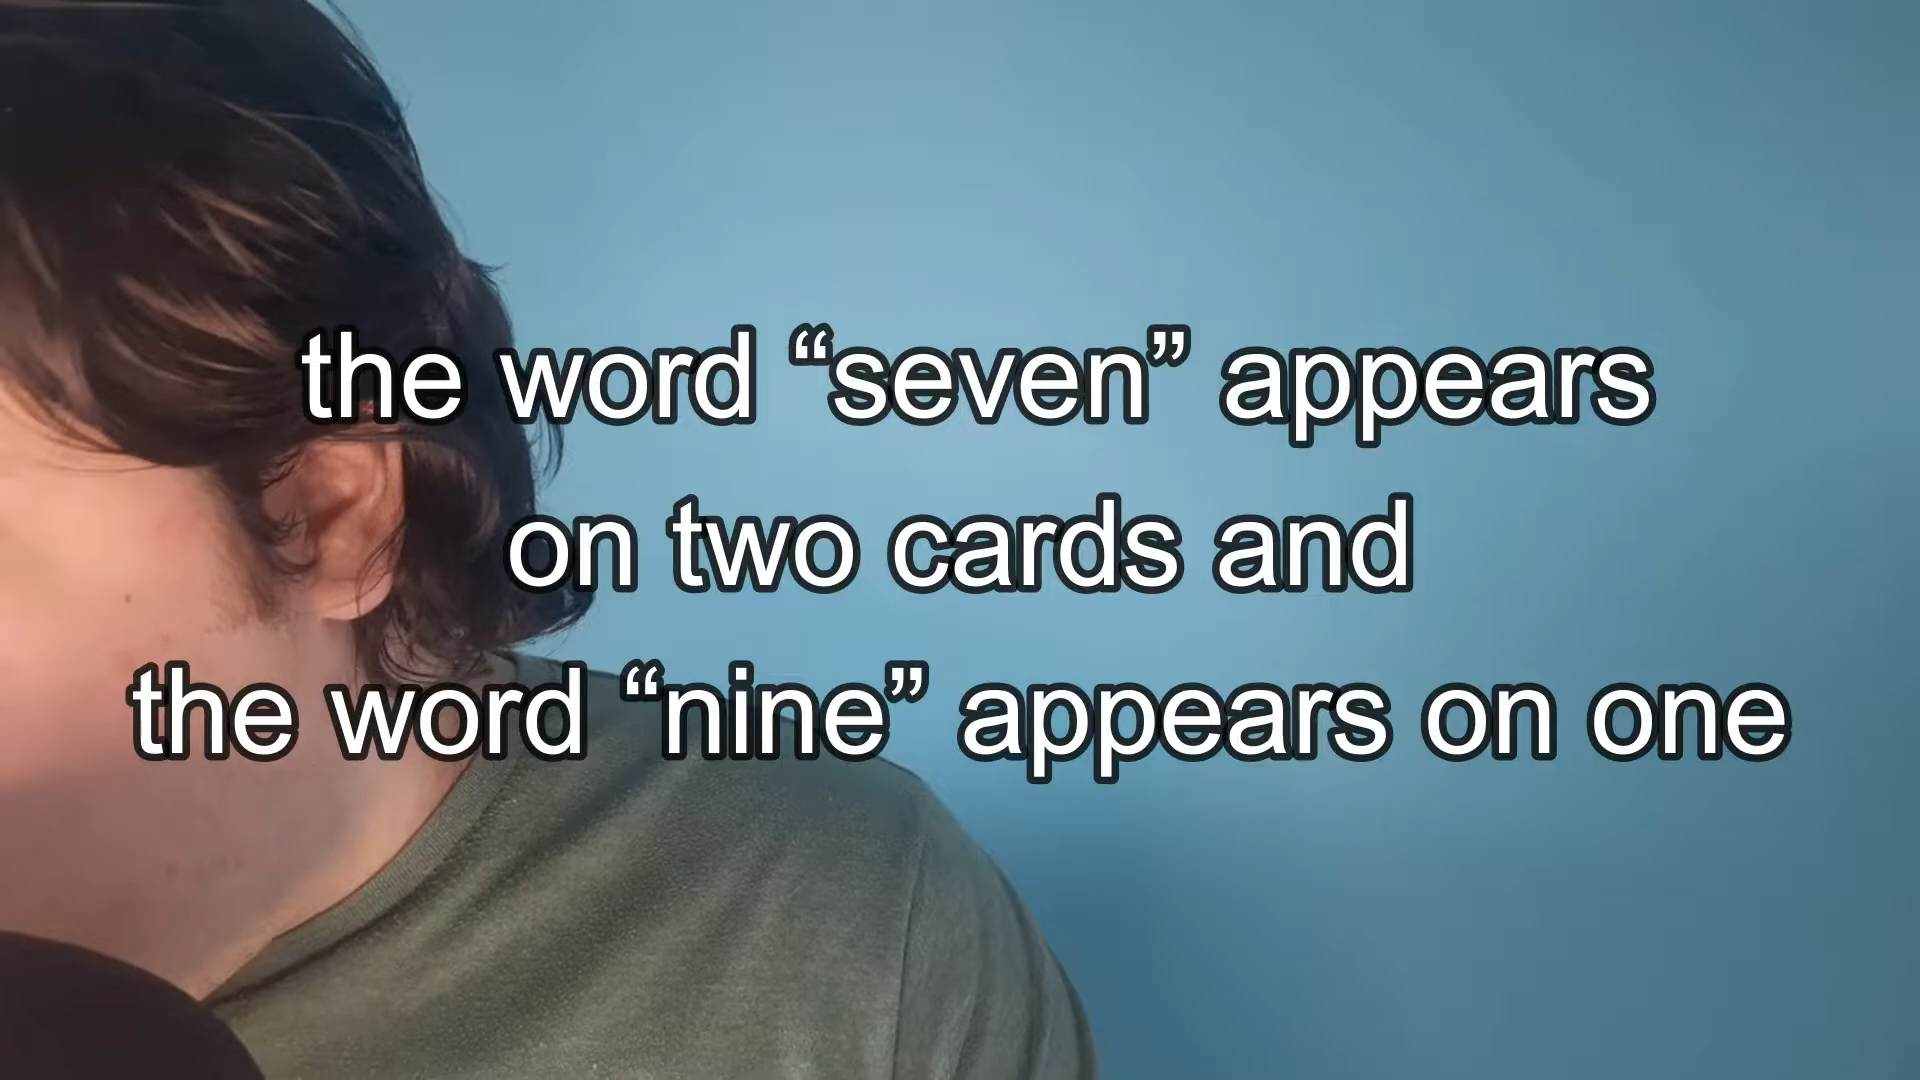 the word “seven” appears
on two cards and
the word “nine” appears on one